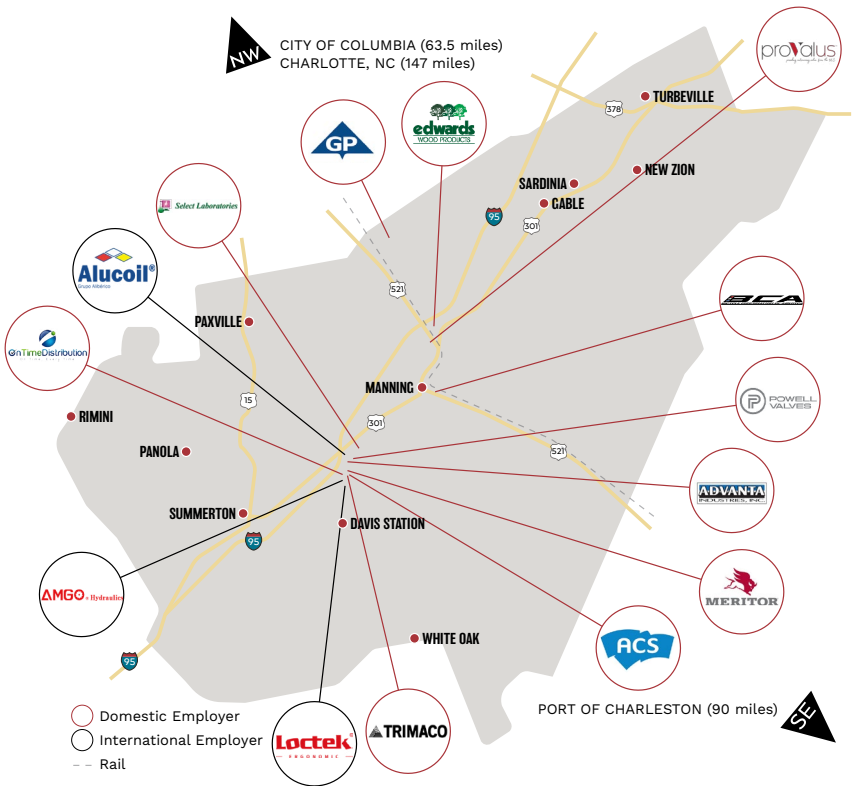 NW
CITY OF COLUMBIA (63.5 miles)
CHARLOTTE, NC (147 miles)
proValus
GP
edwards
WOOD PRODUCTS
378
TURBEVILLE
NEW ZION
SARDINIA
GABLE
Select Laboratories
95
301
Alucoil®
521
BCA
PAXVILLE
OnTimeDistribution
MANNING
15
POWELL
VALVES
RIMINI
301
PANOLA
521
ADVANTA
INDUSTRIES, INC.
SUMMERTON
DAVIS STATION
95
AMGO Hydraulics
MERITOR
WHITE OAK
ACS
95
PORT OF CHARLESTON (90 miles)
SE
Domestic Employer
International Employer
Rail
Loctek
ERGONOMIC
TRIMACO